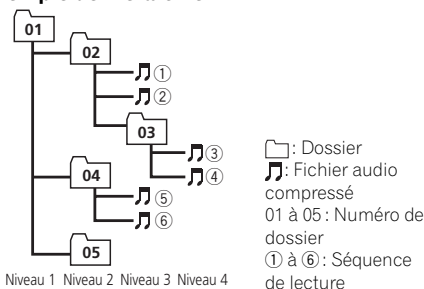 01
02
①
②
03
③
④
04
⑤
⑥
05
Niveau 1 Niveau 2 Niveau 3 Niveau 4
: Dossier
: Fichier audio
compressé
01 à 05 : Numéro de
dossier
① à ⑥ : Séquence
de lecture